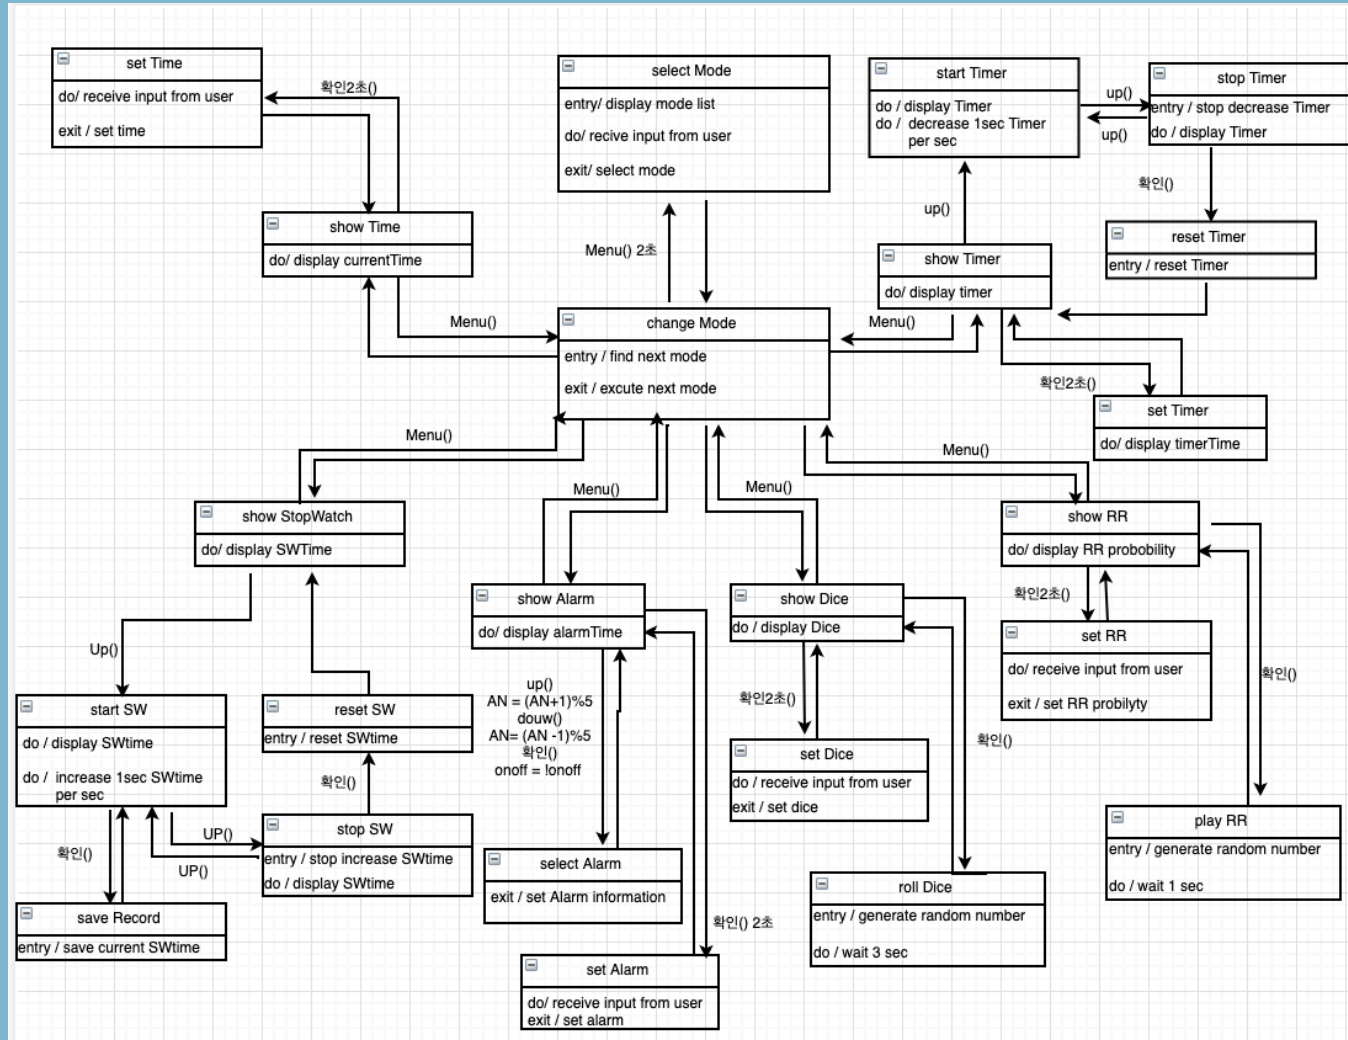 set Time
do/ receive input from user
exit / set time
확인2초()
select Mode
entry/ display mode list
do/ recive input from user
exit/ select mode
start Timer
do / display Timer
do /  decrease 1sec Timer
per sec
up()
up()
stop Timer
entry / stop decrease Timer
do / display Timer
확인()
reset Timer
entry / reset Timer
up()
show Time
do/ display currentTime
Menu() 2초
show Timer
do/ display timer
Menu()
Menu()
change Mode
entry / find next mode
exit / excute next mode
확인2초()
set Timer
do/ display timerTime
Menu()
Menu()
Menu()
Menu()
show StopWatch
do/ display SWTime
show RR
do/ display RR probobility
확인2초()
set RR
do/ receive input from user
exit / set RR probilyty
확인()
show Alarm
do/ display alarmTime
show Dice
do / display Dice
Up()
up()
AN = (AN+1)%5
douw()
AN= (AN -1)%5
확인()
onoff = !onoff
확인2초()
확인()
start SW
do / display SWtime
do /  increase 1sec SWtime
per sec
reset SW
entry / reset SWtime
확인()
set Dice
do / receive input from user
exit / set dice
UP()
UP()
stop SW
entry / stop increase SWtime
do / display SWtime
확인()
save Record
entry / save current SWtime
select Alarm
exit / set Alarm information
확인() 2초
set Alarm
do/ receive input from user
exit / set alarm
roll Dice
entry / generate random number
do / wait 3 sec
play RR
entry / generate random number
do / wait 1 sec